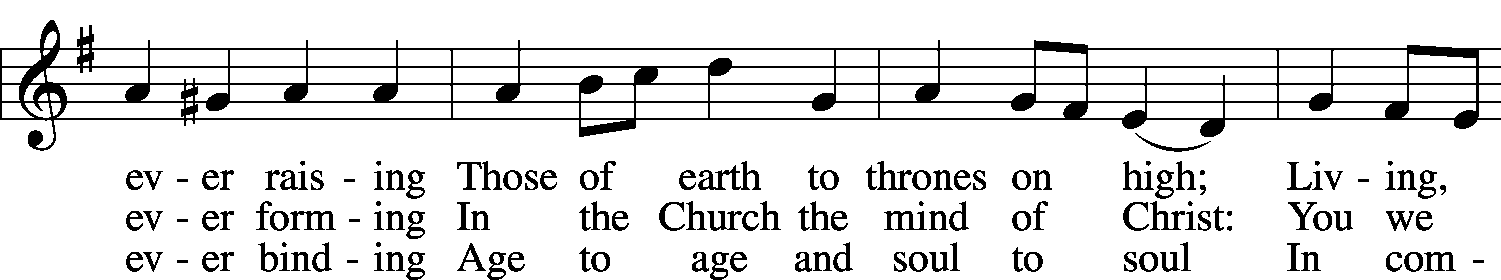 ev - er rais - ing Those of earth to thrones on high; Liv - ing,
ev - er form - ing In the Church the mind of Christ: You we
ev - er bind - ing Age to age and soul to soul In com -